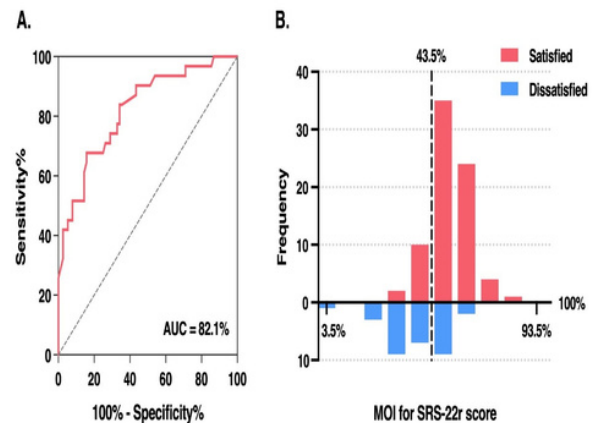 A.
100
80
60
40
20
0
Sensitivity%
AUC = 82.1%
0 20 40 60 80 100
100% - Specificity%
B.
43.5%
Satisfied
Dissatisfied
40
30
20
10
0
10
Frequency
100%
3.5%
93.5%
MOI for SRS-22r score